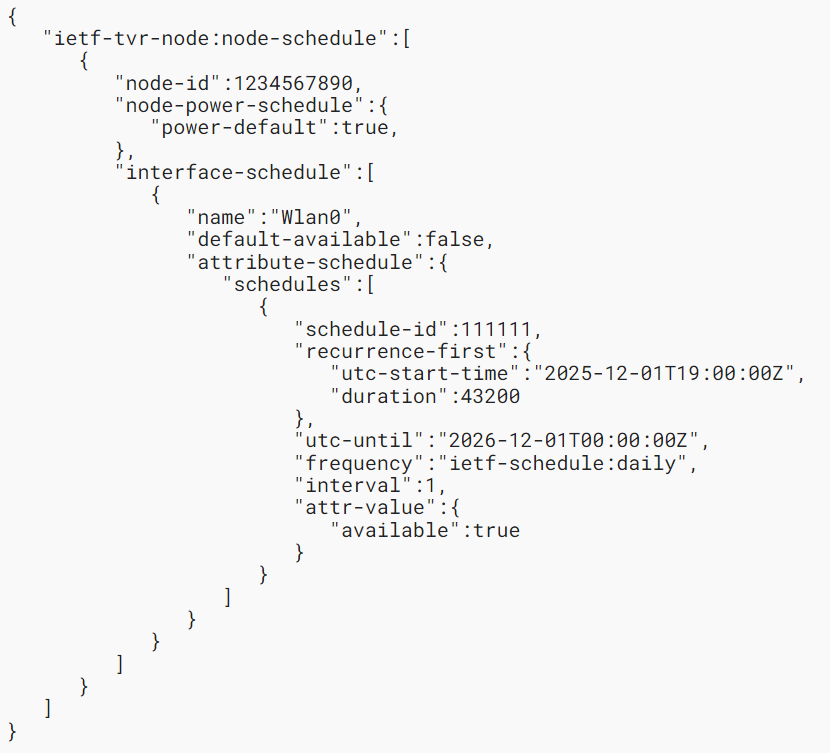 {
   "ietf-tvr-node:node-schedule":[
      {
         "node-id":1234567890,
         "node-power-schedule":{
            "power-default":true,
         },
         "interface-schedule":[
            {
               "name":"Wlan0",
               "default-available":false,
               "attribute-schedule":{
                  "schedules":[
                     {
                        "schedule-id":111111,
                        "recurrence-first":{
                           "utc-start-time":"2025-12-01T19:00:00Z",
                           "duration":43200
                        },
                        "utc-until":"2026-12-01T00:00:00Z",
                        "frequency":"ietf-schedule:daily",
                        "interval":1,
                        "attr-value":{
                           "available":true
                        }
                     }
                  ]
               }
            }
         ]
      }
   ]
}